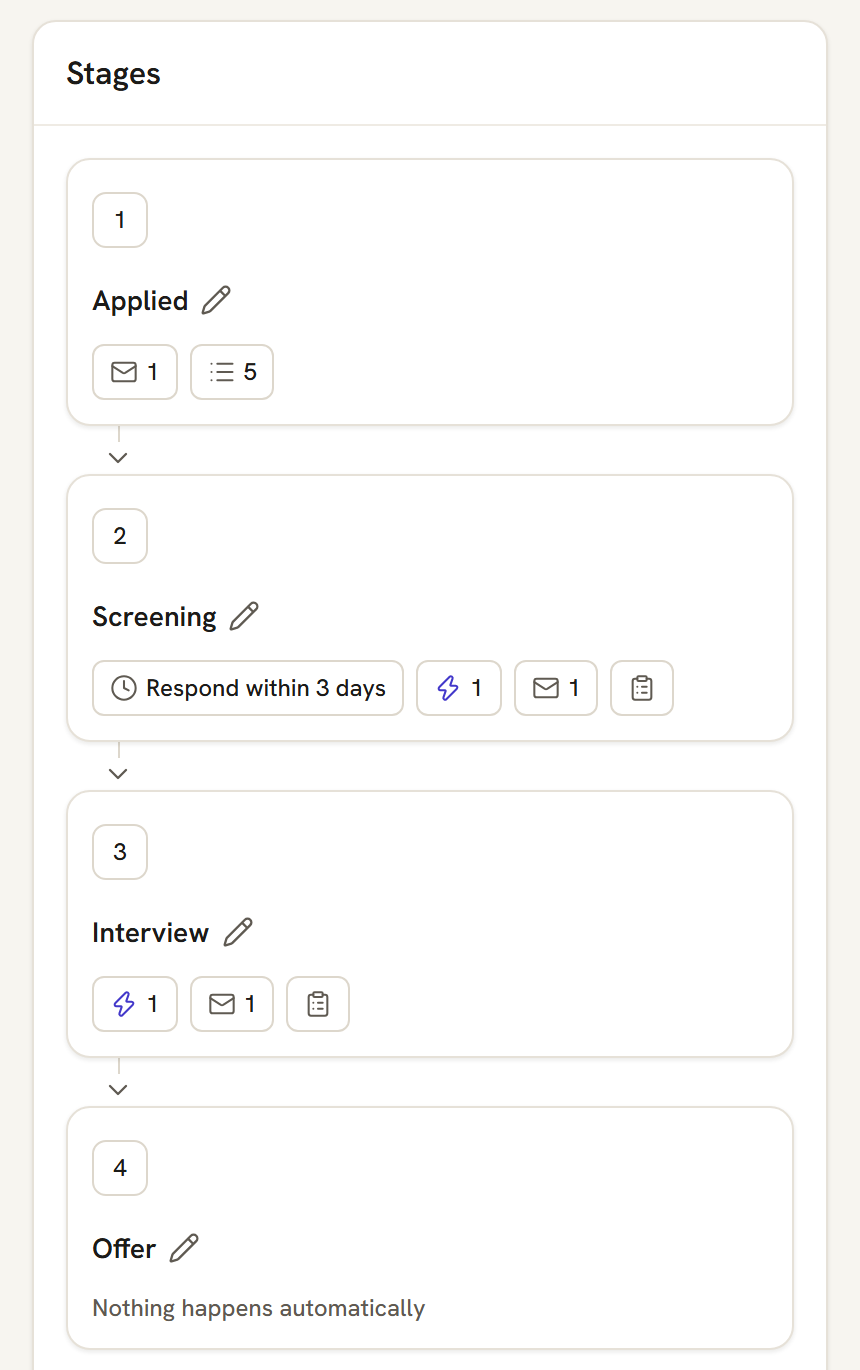 Stages
1
Applied
1 5
2
Screening
Respond within 3 days 1 1
3
Interview
1 1
4
Offer
Nothing happens automatically